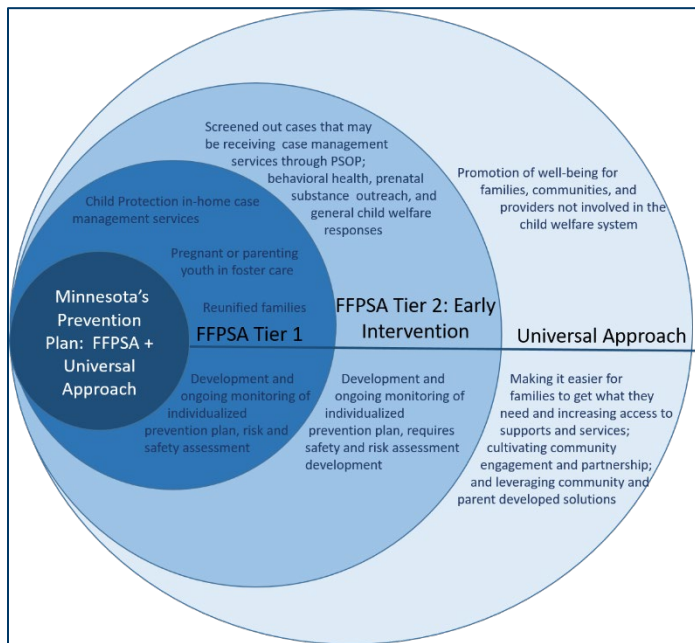 Screened out cases that may
be receiving case management
services through PSOP;
behavioral health, prenatal
substance outreach, and
general child welfare
responses
Promotion of well-being for
families, communities, and
providers not involved in the
child welfare system
Child Protection in-home case
management services
Pregnant or parenting
youth in foster care
Reunified families
Minnesota's
Prevention
Plan: FFPSA +
Universal
Approach
FFPSA Tier 1
FFPSA Tier 2: Early
Intervention
Universal Approach
Development and
ongoing monitoring of
individualized
prevention plan, risk and
safety assessment
Development and
ongoing monitoring of
individualized
prevention plan, requires
safety and risk assessment
development
Making it easier for
families to get what they
need and increasing access to
supports and services;
cultivating community
engagement and partnership;
and leveraging community and
parent developed solutions